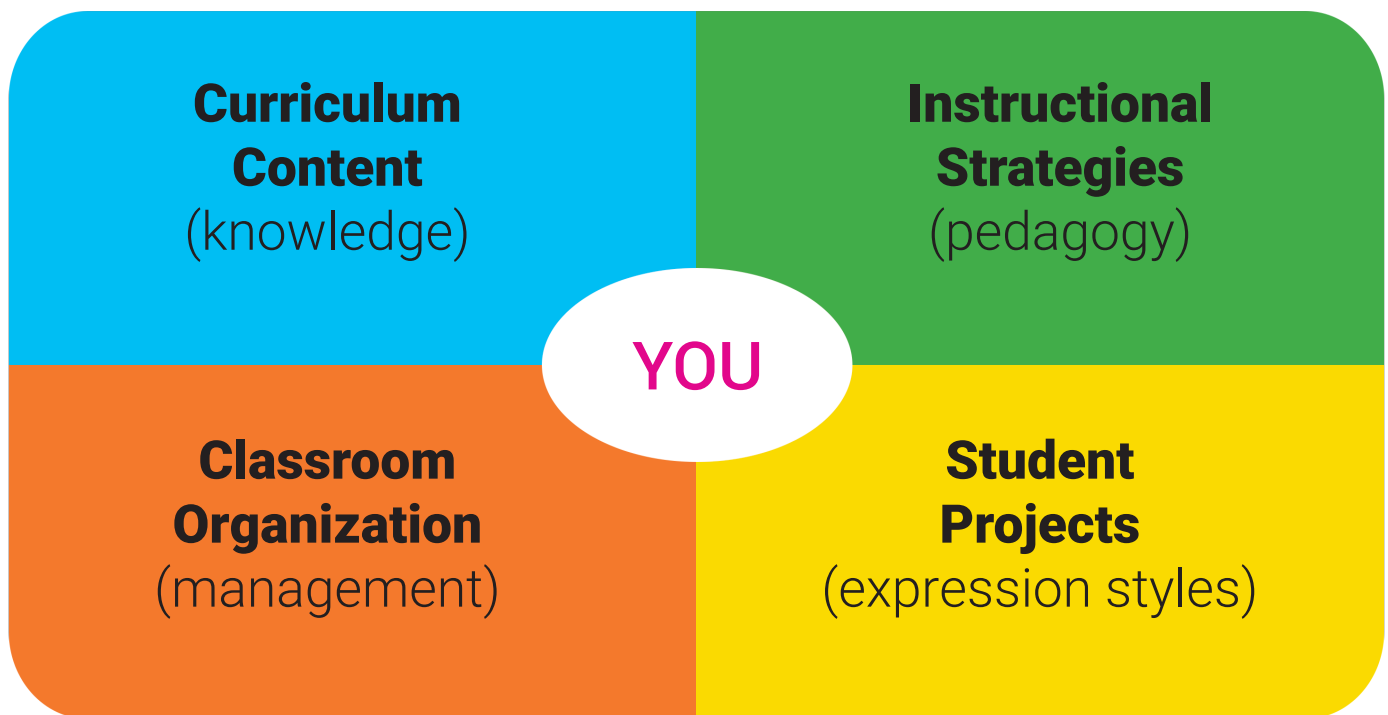 Curriculum
Content
(knowledge)
Instructional
Strategies
(pedagogy)
YOU
Classroom
Organization
(management)
Student
Projects
(expression styles)